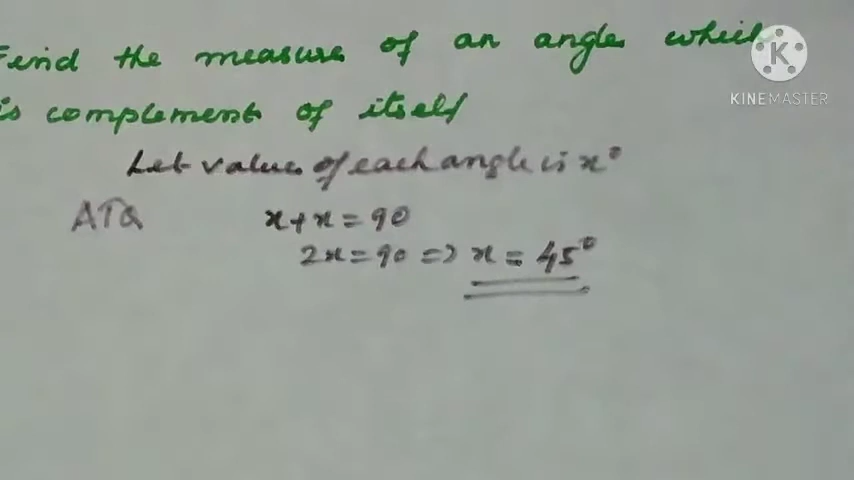 Find the measure of an angle which
is complement of itself
Let value of each angle is x°
ATQ x+x=90
2x=90 => x = 45°
K
KINEMASTER